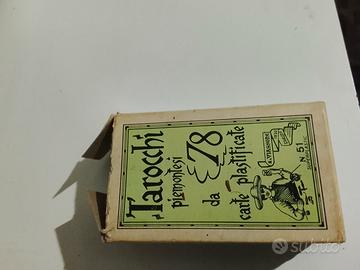 Tarocchi
piemontesi
da 78
carte plastificate
N 51
subito